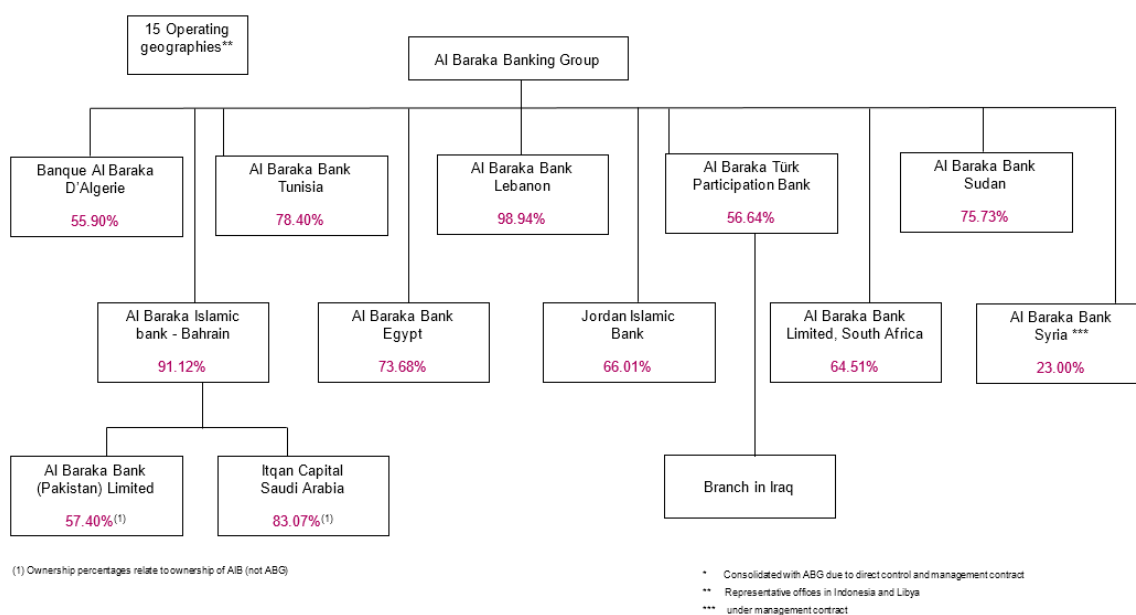 15 Operating
geographies**
Al Baraka Banking Group
Banque Al Baraka
D'Algerie
55.90%
Al Baraka Bank
Tunisia
78.40%
Al Baraka Bank
Lebanon
98.94%
Al Baraka Türk
Participation Bank
56.64%
Al Baraka Bank
Sudan
75.73%
Al Baraka Islamic
bank - Bahrain
91.12%
Al Baraka Bank
Egypt
73.68%
Jordan Islamic
Bank
66.01%
Al Baraka Bank
Limited, South Africa
64.51%
Al Baraka Bank
Syria ***
23.00%
Al Baraka Bank
(Pakistan) Limited
57.40%(1)
Itqan Capital
Saudi Arabia
83.07%(1)
Branch in Iraq
(1) Ownership percentages relate to ownership of AIB (not ABG)
* Consolidated with ABG due to direct control and management contract
** Representative offices in Indonesia and Libya
*** under management contract